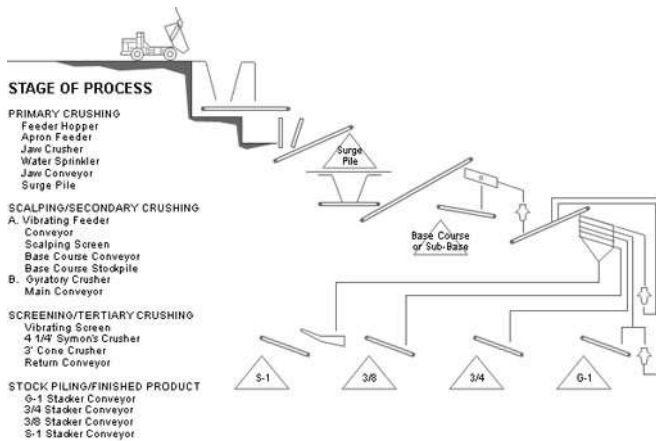 STAGE OF PROCESS
PRIMARY CRUSHING
Feeder Hopper
Apron Feeder
Jaw Crusher
Water Sprinkler
Jaw Conveyor
Surge Pile
SCALPING/SECONDARY CRUSHING
A. Vibrating Feeder
Conveyor
Scalping Screen
Base Course Conveyor
Base Course Stockpile
B. Gyratory Crusher
Main Conveyor
SCREENING/TERTIARY CRUSHING
Vibrating Screen
4 1/4' Symon's Crusher
3' Cone Crusher
Return Conveyor
STOCK PILING/FINISHED PRODUCT
G-1 Stacker Conveyor
3/4 Stacker Conveyor
3/8 Stacker Conveyor
S-1 Stacker Conveyor
Surge
Pile
Base Course
or Sub-Base
S-1
3/8
3/4
G-1